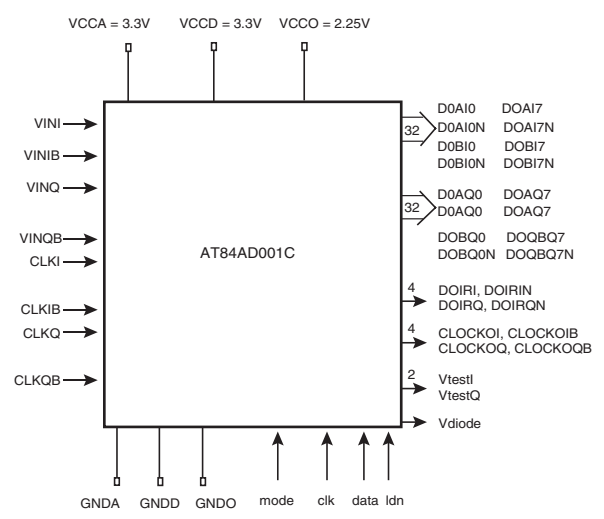 VCCA = 3.3V VCCD = 3.3V VCCO = 2.25V
VINI
VINIB
VINQ
VINQB
CLKI
CLKIB
CLKQ
CLKQB
AT84AD001C
32
D0AI0 DOAI7
D0AI0N DOAI7N
D0BI0 DOBI7
D0BI0N DOBI7N
32
D0AQ0 DOAQ7
D0AQ0 DOAQ7
DOBQ0 DOQBQ7
DOBQ0N DOQBQ7N
4
DOIRI, DOIRIN
DOIRQ, DOIRQN
4
CLOCKOI, CLOCKOIB
CLOCKOQ, CLOCKOQB
2
VtestI
VtestQ
Vdiode
GNDA GNDD GNDO mode clk data ldn